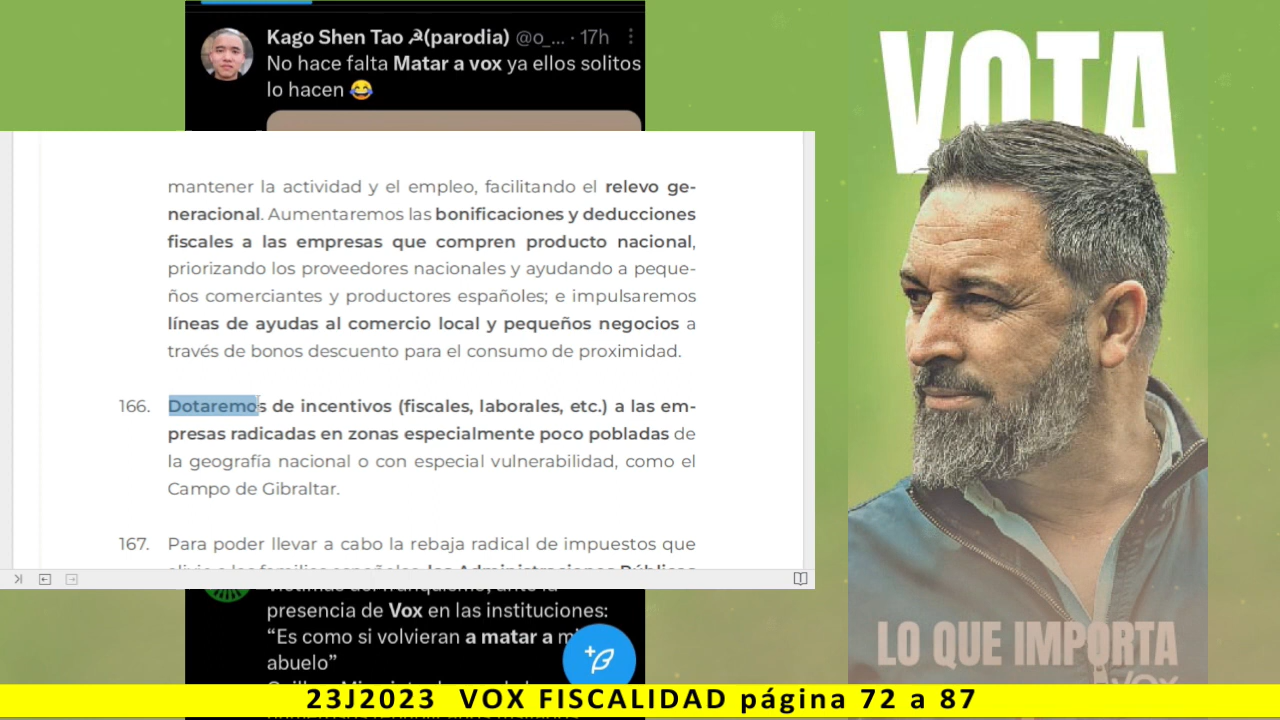 Kago Shen Tao ☭(parodia) @o_... · 17h
No hace falta Matar a vox ya ellos solitos
lo hacen 😂
mantener la actividad y el empleo, facilitando el relevo ge-
neracional. Aumentaremos las bonificaciones y deducciones
fiscales a las empresas que compren producto nacional,
priorizando los proveedores nacionales y ayudando a peque-
ños comerciantes y productores españoles; e impulsaremos
líneas de ayudas al comercio local y pequeños negocios a
través de bonos descuento para el consumo de proximidad.
166. Dotaremos de incentivos (fiscales, laborales, etc.) a las em-
presas radicadas en zonas especialmente poco pobladas de
la geografía nacional o con especial vulnerabilidad, como el
Campo de Gibraltar.
167. Para poder llevar a cabo la rebaja radical de impuestos que
presencia de Vox en las instituciones:
“Es como si volvieran a matar a
abuelo”
VOTA
LO QUE IMPORTA
VOX
23J2023 VOX FISCALIDAD página 72 a 87